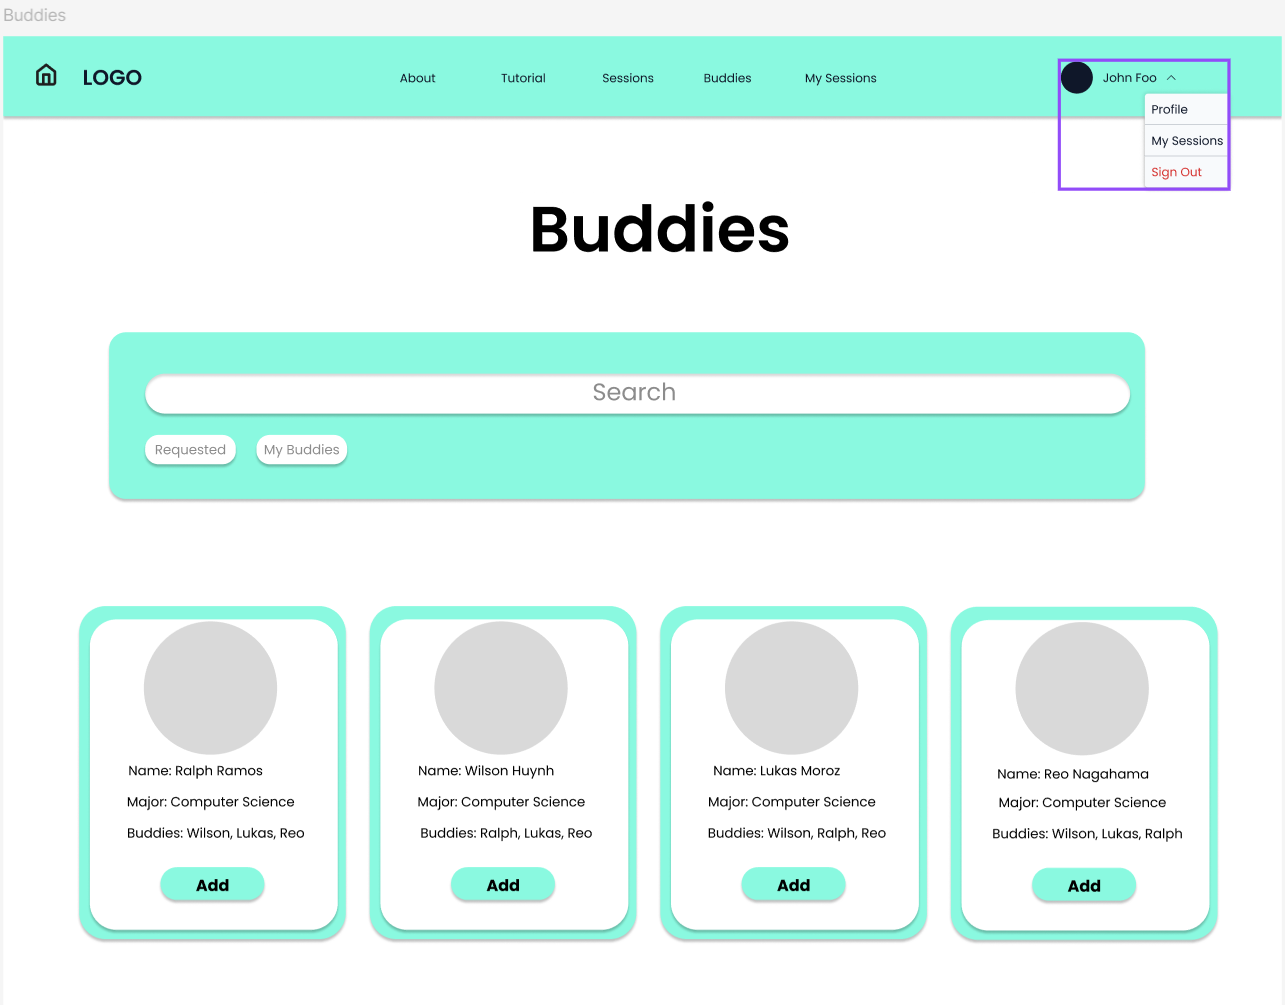 Buddies
LOGO
About
Tutorial
Sessions
Buddies
My Sessions
John Foo
Profile
My Sessions
Sign Out
Buddies
Search
Requested
My Buddies
Name: Ralph Ramos
Major: Computer Science
Buddies: Wilson, Lukas, Reo
Add
Name: Wilson Huynh
Major: Computer Science
Buddies: Ralph, Lukas, Reo
Add
Name: Lukas Moroz
Major: Computer Science
Buddies: Wilson, Ralph, Reo
Add
Name: Reo Nagahama
Major: Computer Science
Buddies: Wilson, Lukas, Ralph
Add